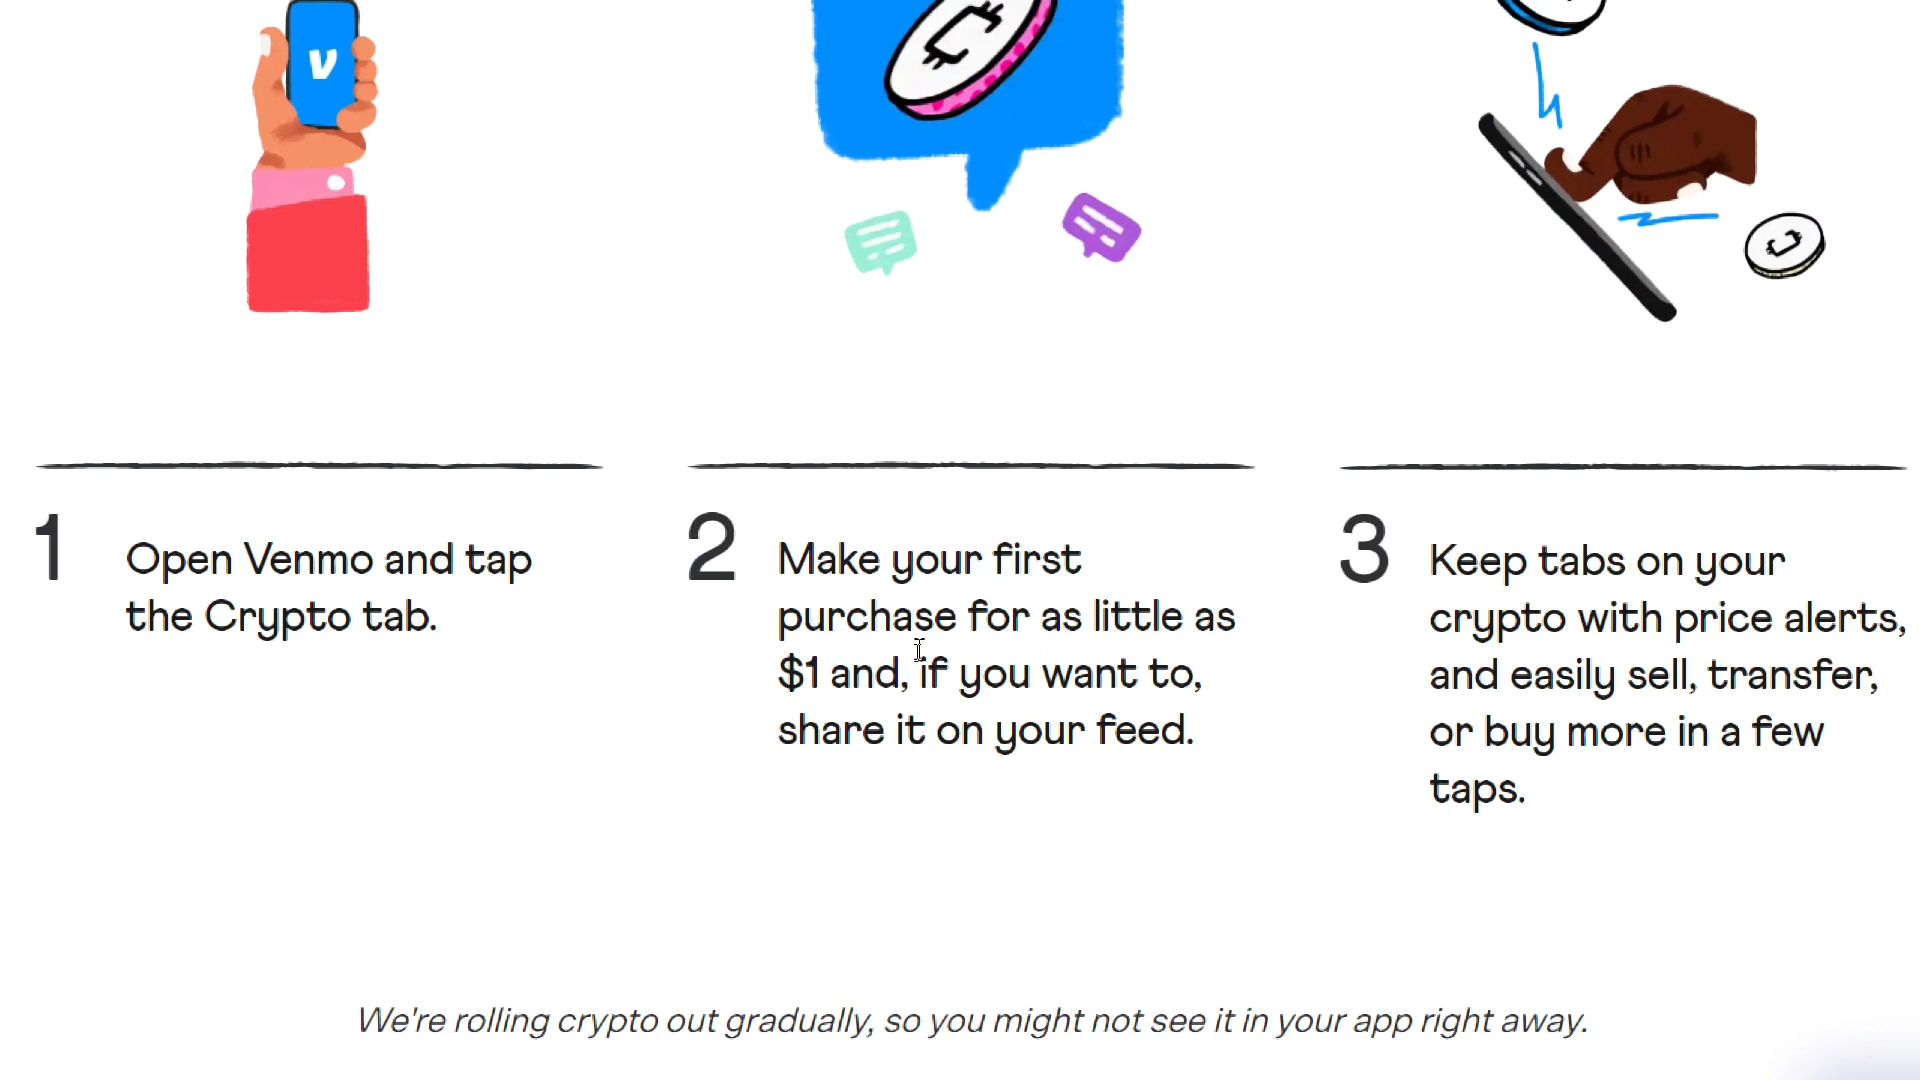 v
1
Open Venmo and tap
the Crypto tab.
2
Make your first
purchase for as little as
$1 and, if you want to,
share it on your feed.
3
Keep tabs on your
crypto with price alerts,
and easily sell, transfer,
or buy more in a few
taps.
We're rolling crypto out gradually, so you might not see it in your app right away.